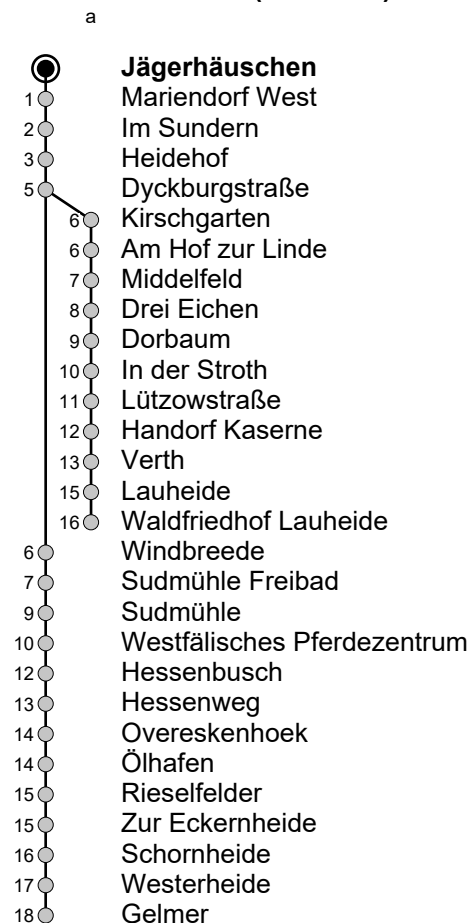 a
Jägerhäuschen
1 Mariendorf West
2 Im Sundern
3 Heidehof
5 Dyckburgstraße
6 Kirschgarten
6 Am Hof zur Linde
7 Middelfeld
8 Drei Eichen
9 Dorbaum
10 In der Stroth
11 Lützowstraße
12 Handorf Kaserne
13 Verth
15 Lauheide
16 Waldfriedhof Lauheide
6 Windbreede
7 Sudmühle Freibad
9 Sudmühle
10 Westfälisches Pferdezentrum
12 Hessenbusch
13 Hessenweg
14 Overeskenhoek
14 Ölhafen
15 Rieselfelder
15 Zur Eckernheide
16 Schornheide
17 Westerheide
18 Gelmer